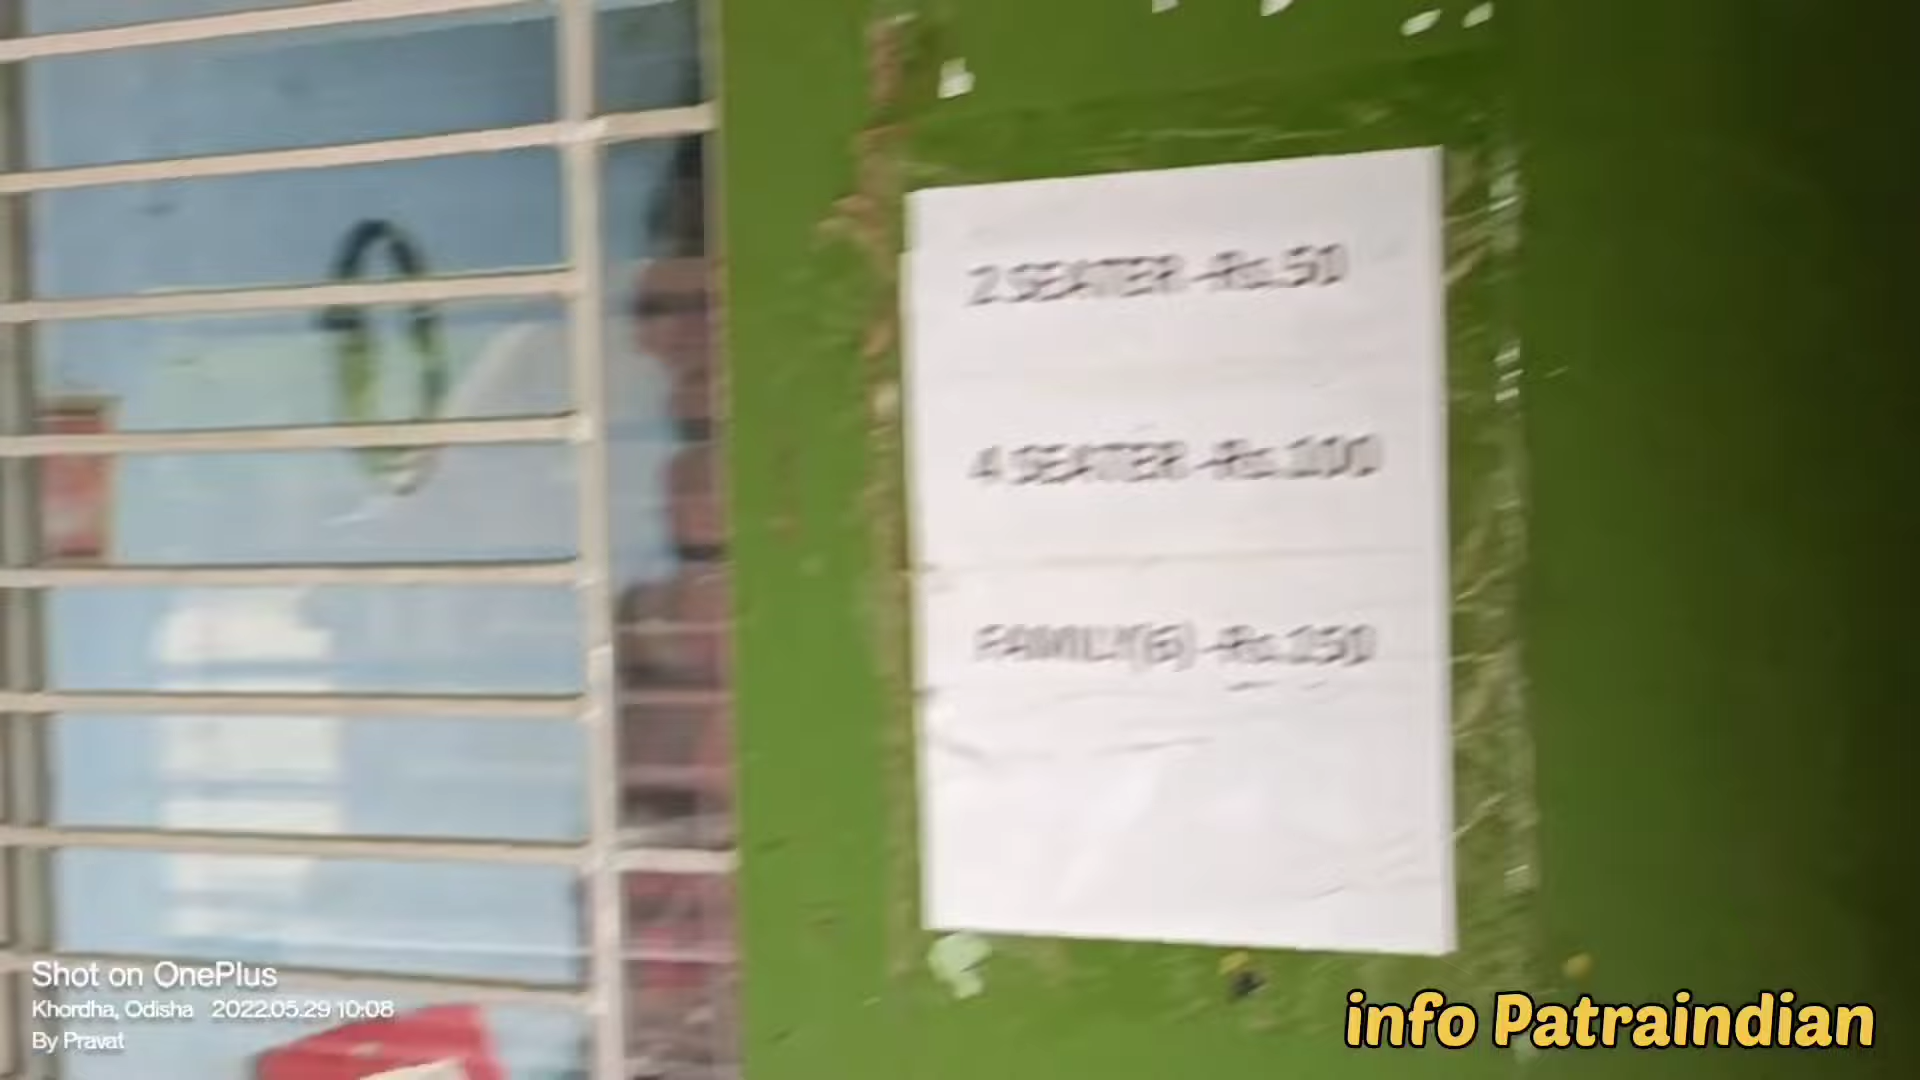 2 SEATER -Rs.50
4 SEATER -Rs.100
FAMILY(6) -Rs.150
Shot on OnePlus
Khordha, Odisha 2022.05.29 10:08
By Pravat
info Patraindian